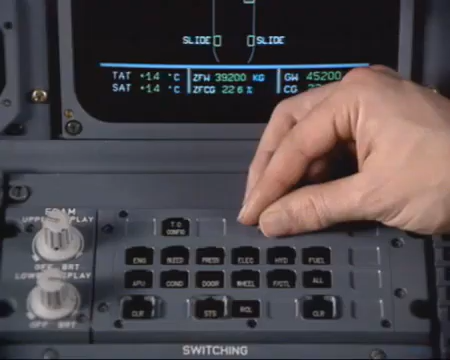 SLIDE SLIDE
TAT +14 °C ZFW 39200 KG GW 45200
SAT +14 °C ZFCG 22.6 % CG
ECAM
UPPER DISPLAY
OFF BRT
LOWER DISPLAY
OFF BRT
T.O
CONFIG
ENG BLEED PRESS ELEC HYD FUEL
APU COND DOOR WHEEL F/CTL ALL
CLR STS RCL CLR
SWITCHING